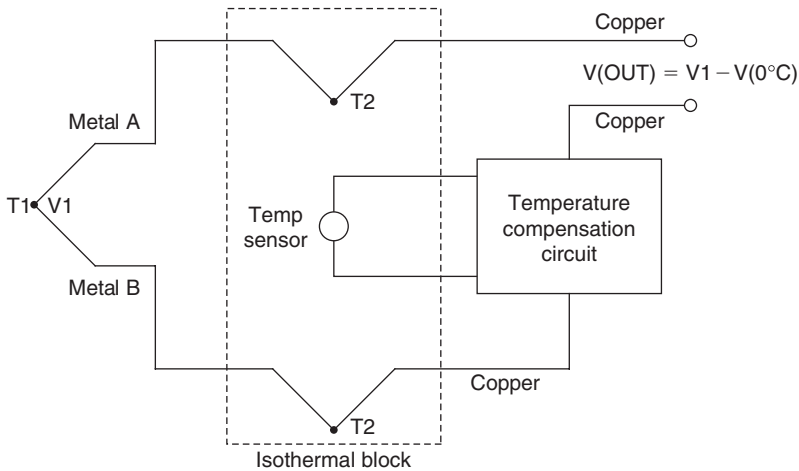 Copper
V(OUT) = V1 – V(0°C)
T2
Metal A
Copper
T1 V1
Temp
sensor
Temperature
compensation
circuit
Metal B
Copper
T2
Isothermal block